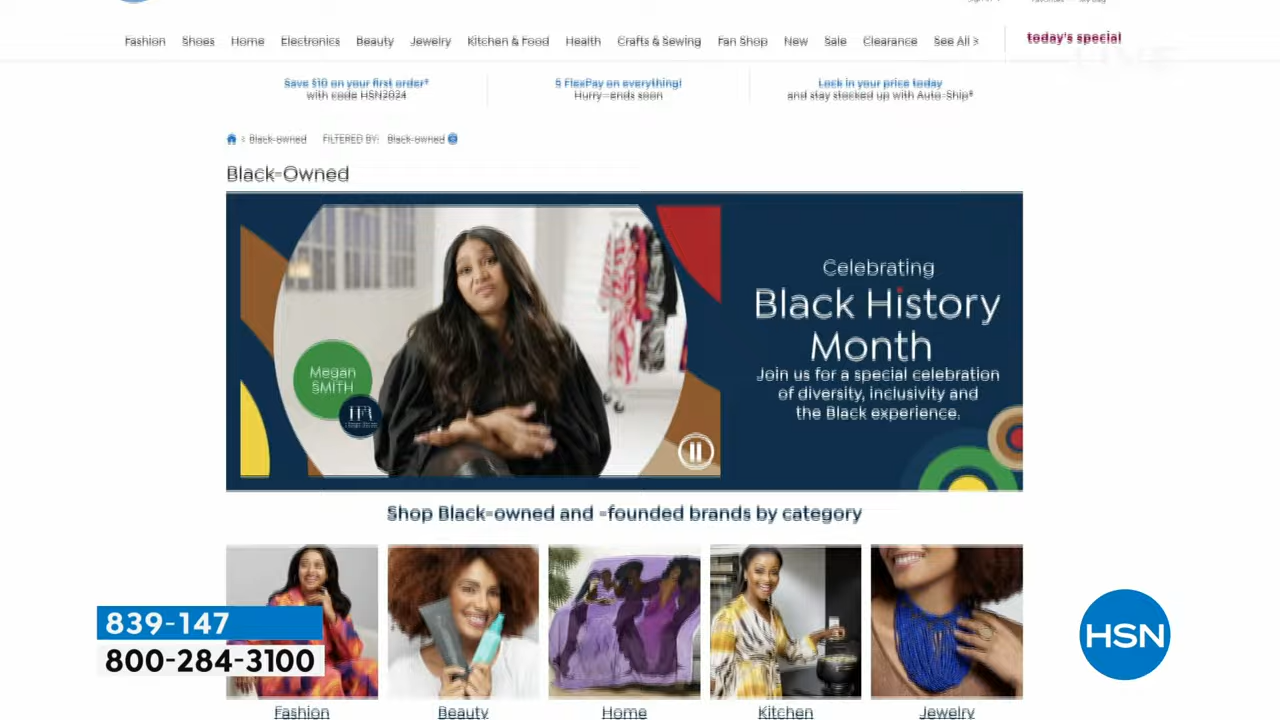 Fashion Shoes Home Electronics Beauty Jewelry Kitchen & Food Health Crafts & Sewing Fan Shop New Sale Clearance See All > today's special
Save $10 on your first order*
with code HSN2024
5 FlexPay on everything!
Hurry—ends soon
Lock in your price today
and stay stocked up with Auto-Ship®
Black-owned FILTERED BY: Black-owned
Black-Owned
Megan
SMITH
Celebrating
Black History
Month
Join us for a special celebration
of diversity, inclusivity and
the Black experience.
Shop Black-owned and -founded brands by category
839-147
800-284-3100
HSN
Fashion Beauty Home Kitchen Jewelry